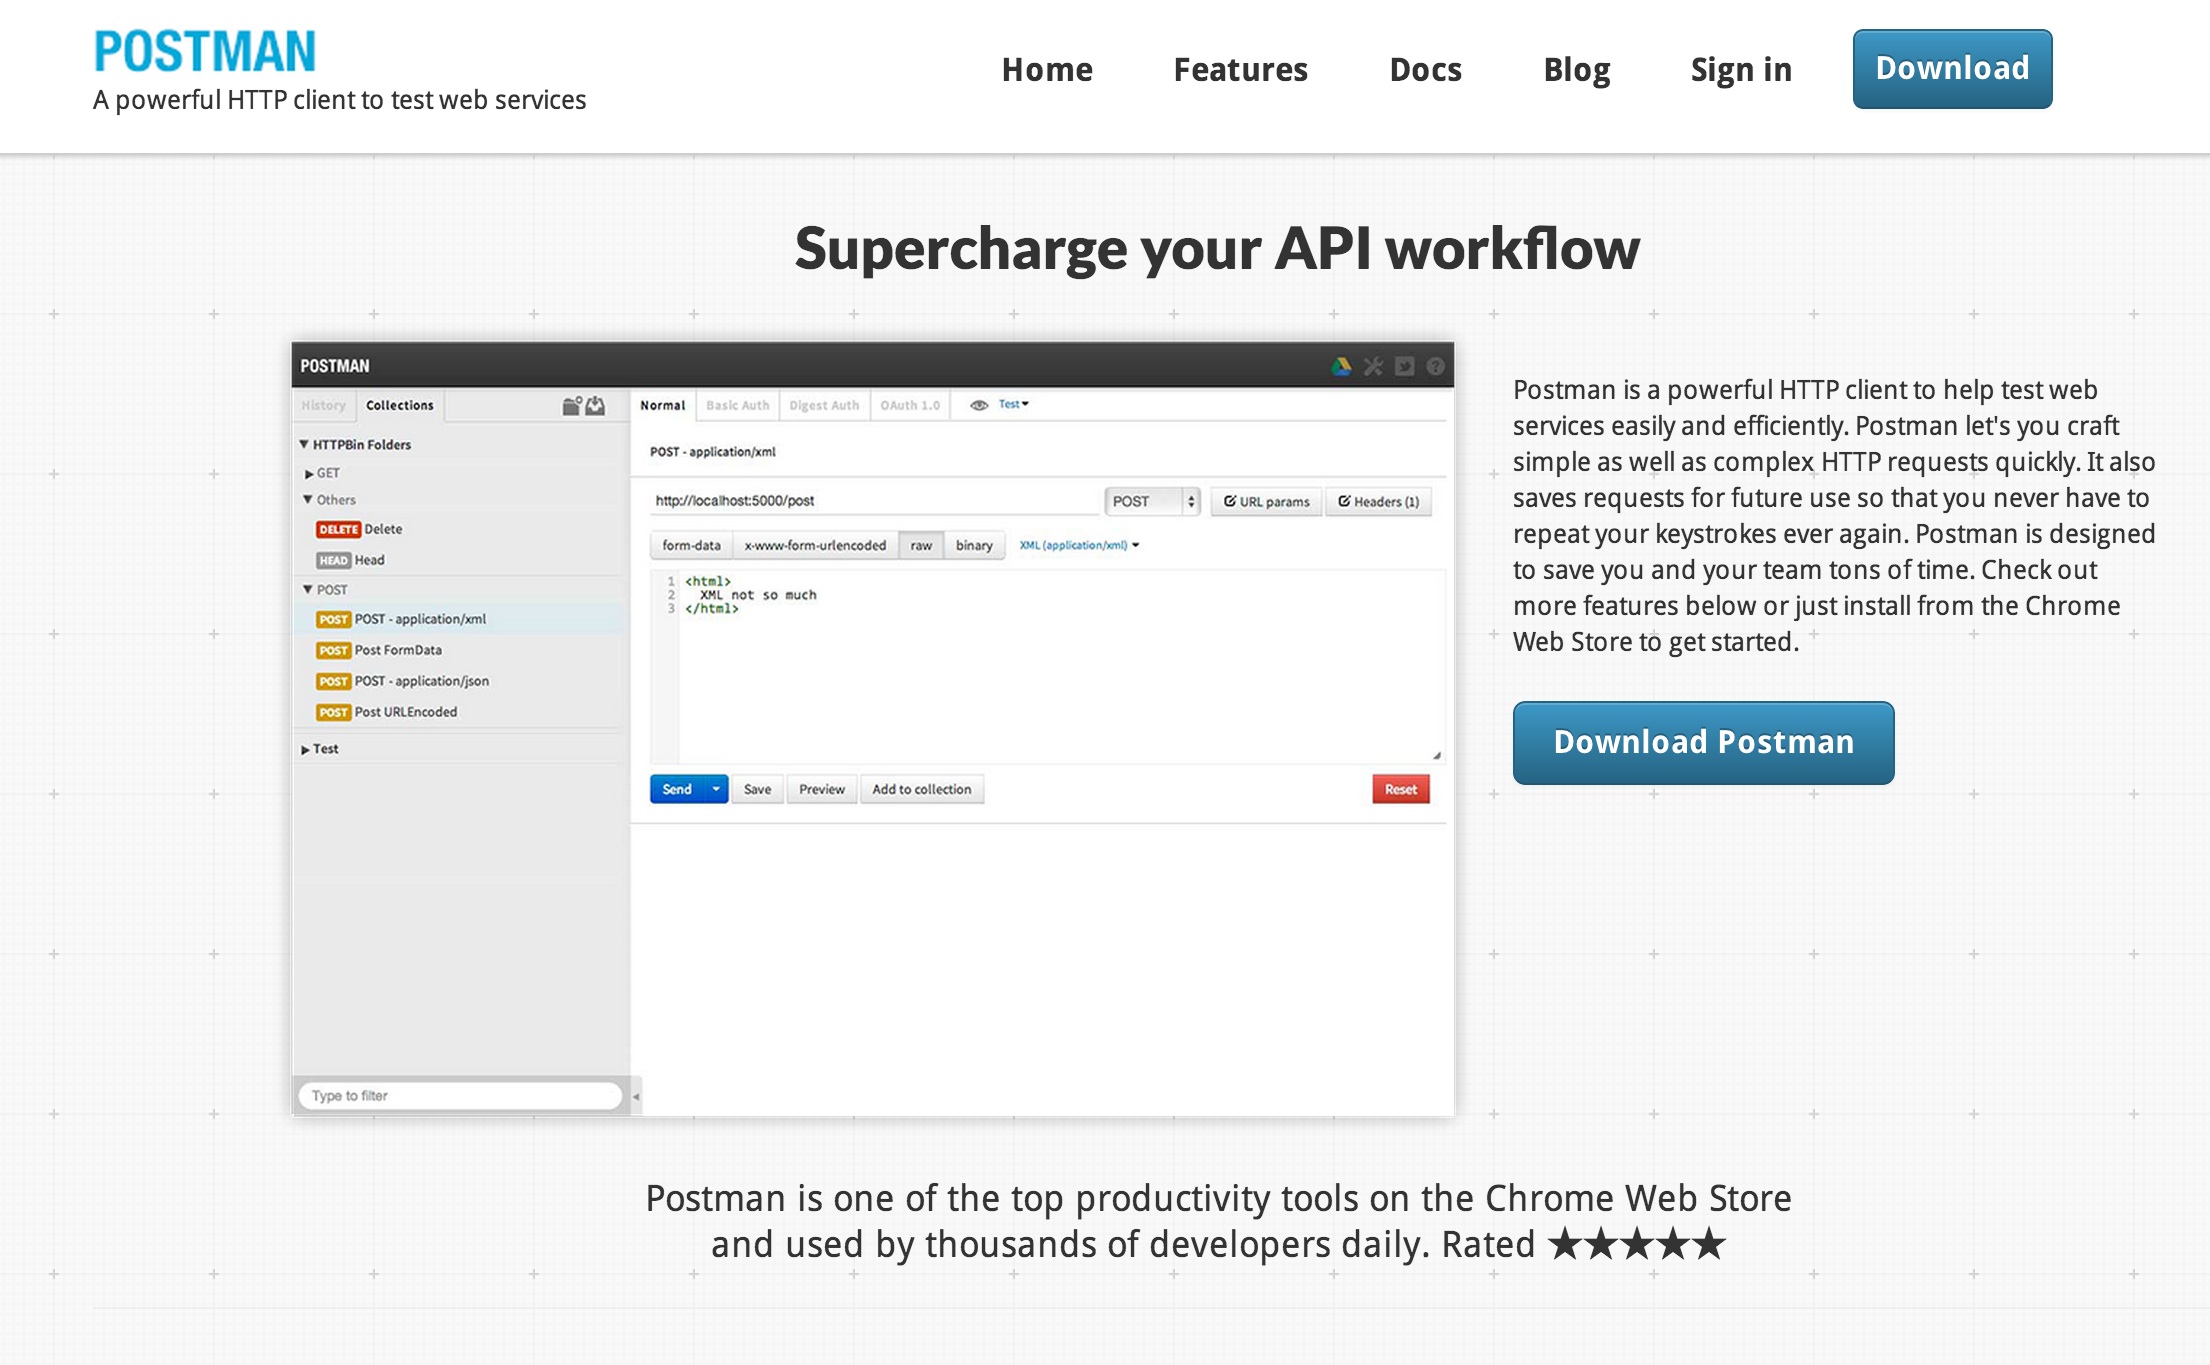 POSTMAN
A powerful HTTP client to test web services
Home Features Docs Blog Sign in Download
Supercharge your API workflow
POSTMAN
History Collections
HTTPBin Folders
GET
Others
DELETE Delete
HEAD Head
POST
POST POST - application/xml
POST Post FormData
POST POST - application/json
POST Post URLEncoded
Test
Type to filter
Normal Basic Auth Digest Auth OAuth 1.0 Test
POST - application/xml
http://localhost:5000/post POST URL params Headers (1)
form-data x-www-form-urlencoded raw binary XML (application/xml)
1 <html>
2 XML not so much
3 </html>
Send Save Preview Add to collection Reset
Postman is a powerful HTTP client to help test web
services easily and efficiently. Postman let's you craft
simple as well as complex HTTP requests quickly. It also
saves requests for future use so that you never have to
repeat your keystrokes ever again. Postman is designed
to save you and your team tons of time. Check out
more features below or just install from the Chrome
Web Store to get started.
Download Postman
Postman is one of the top productivity tools on the Chrome Web Store
and used by thousands of developers daily. Rated ★★★★★